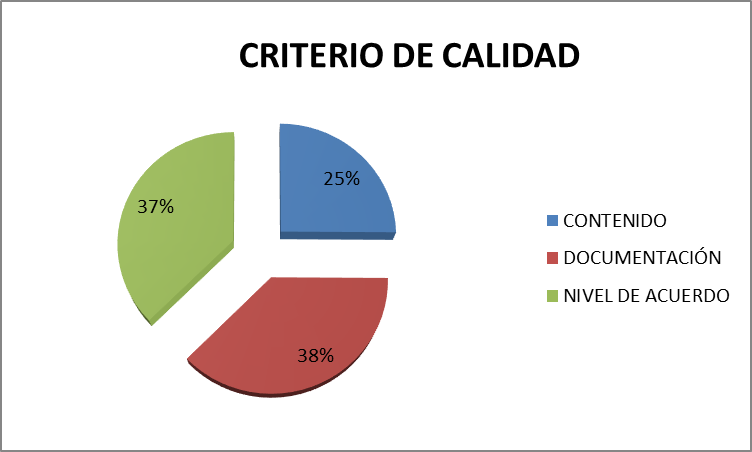 CRITERIO DE CALIDAD
25%
37%
38%
CONTENIDO
DOCUMENTACIÓN
NIVEL DE ACUERDO